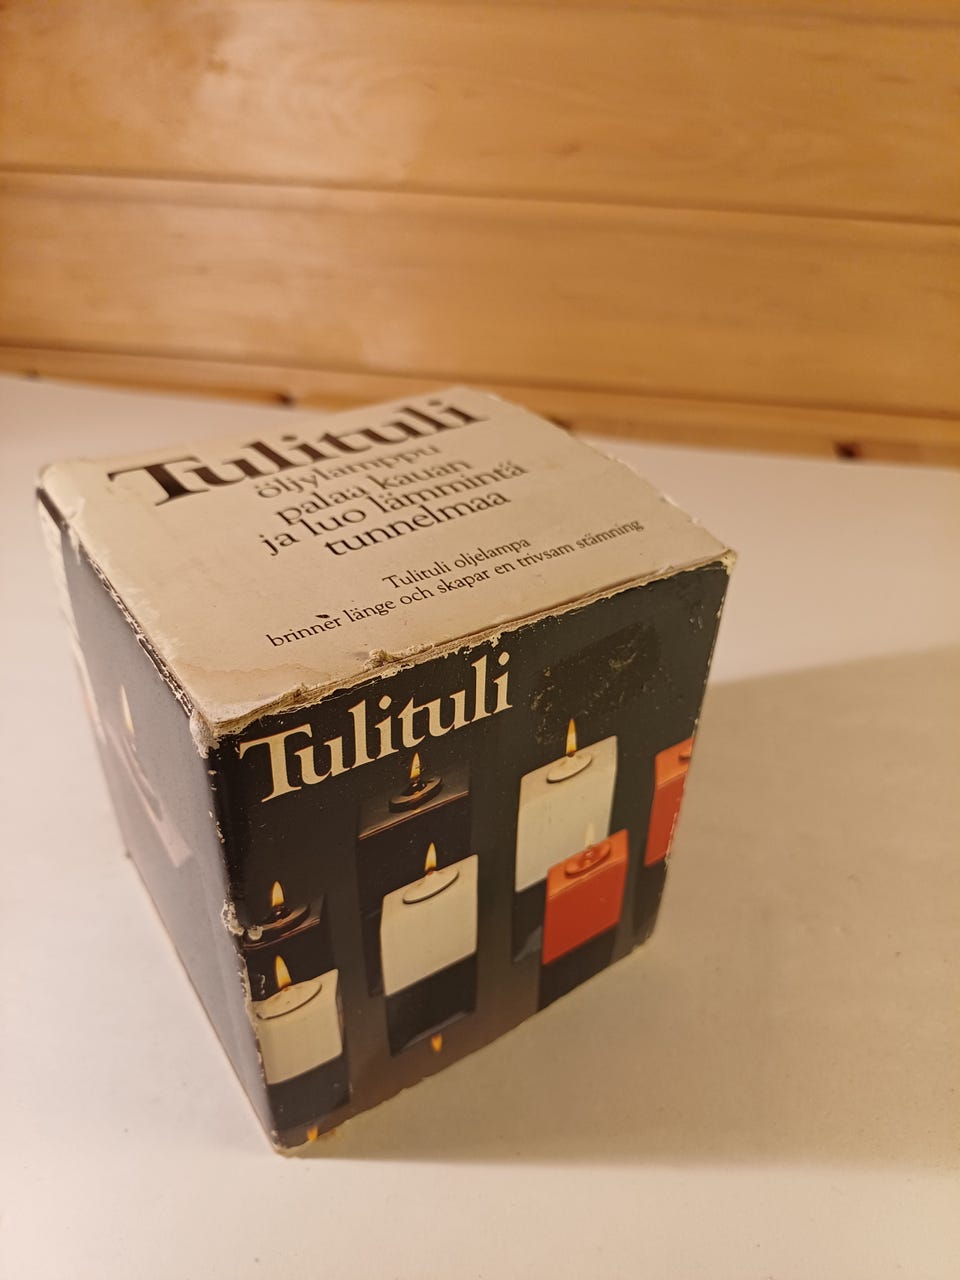 Tulituli
öljylamppu
palaa kauan
ja luo lämmintä
tunnelmaa
Tulituli oljelampa
brinner länge och skapar en trivsam stämning
Tulituli